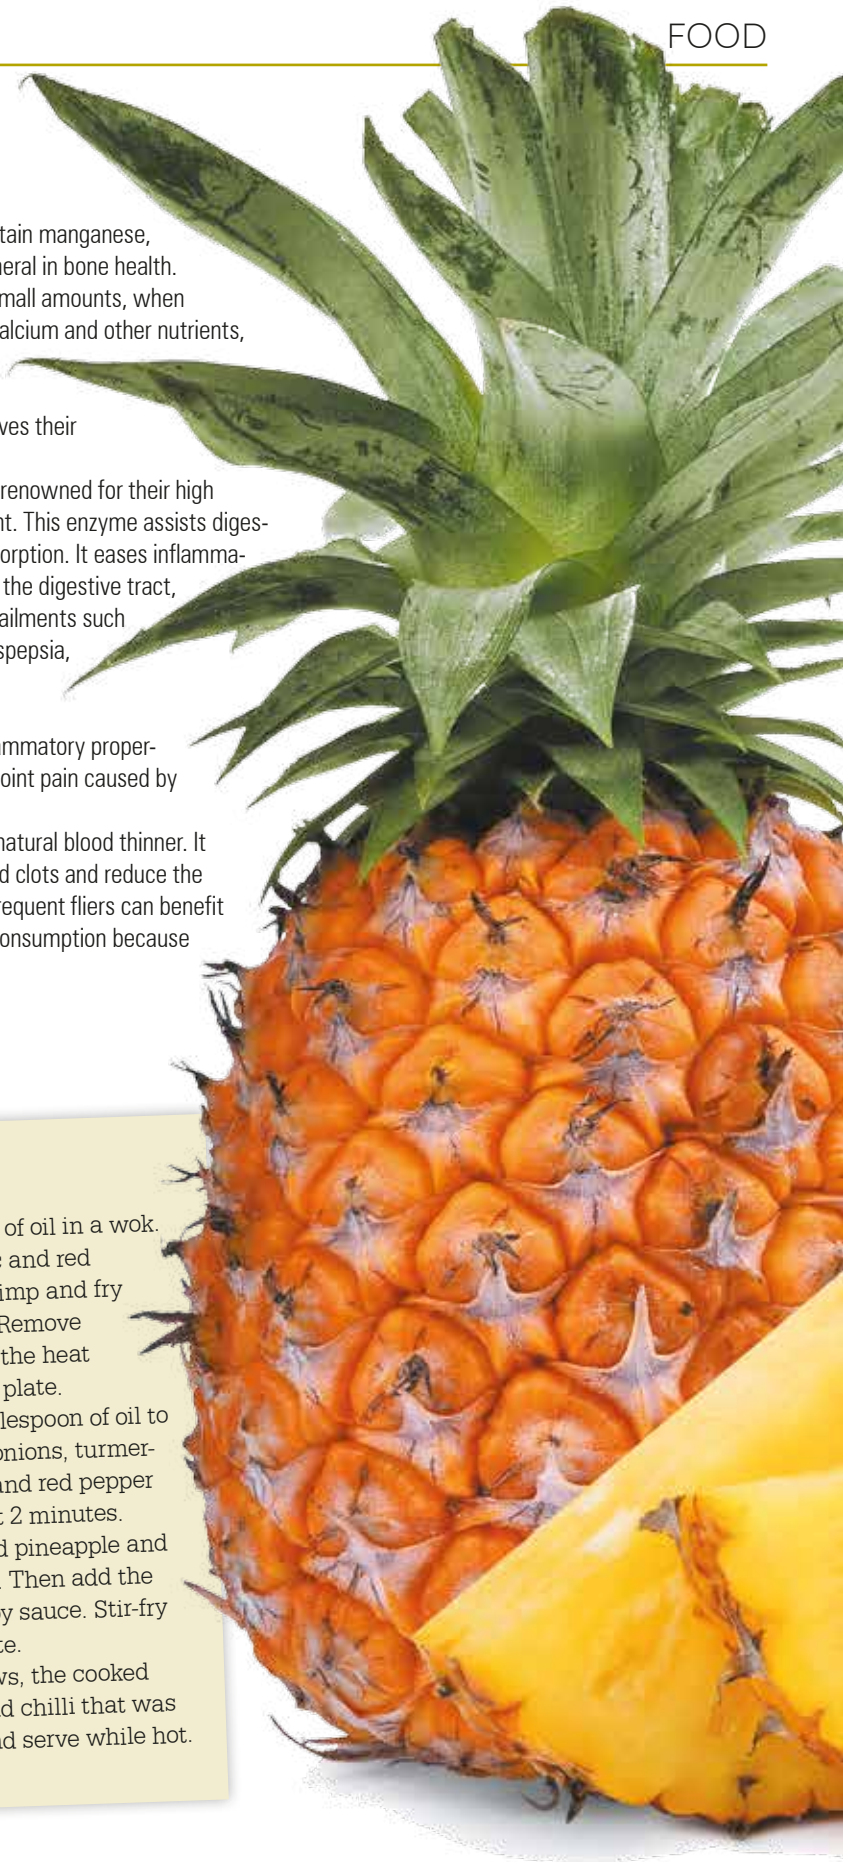 FOOD
tain manganese,
neral in bone health.
mall amounts, when
alcium and other nutrients,
ves their
renowned for their high
nt. This enzyme assists diges-
orption. It eases inflamma-
the digestive tract,
ailments such
spepsia,
ammatory proper-
oint pain caused by
natural blood thinner. It
d clots and reduce the
requent fliers can benefit
onsumption because
of oil in a wok.
c and red
imp and fry
Remove
the heat
plate.
lespoon of oil to
onions, turmer-
and red pepper
t 2 minutes.
d pineapple and
. Then add the
y sauce. Stir-fry
te.
ws, the cooked
d chilli that was
nd serve while hot.